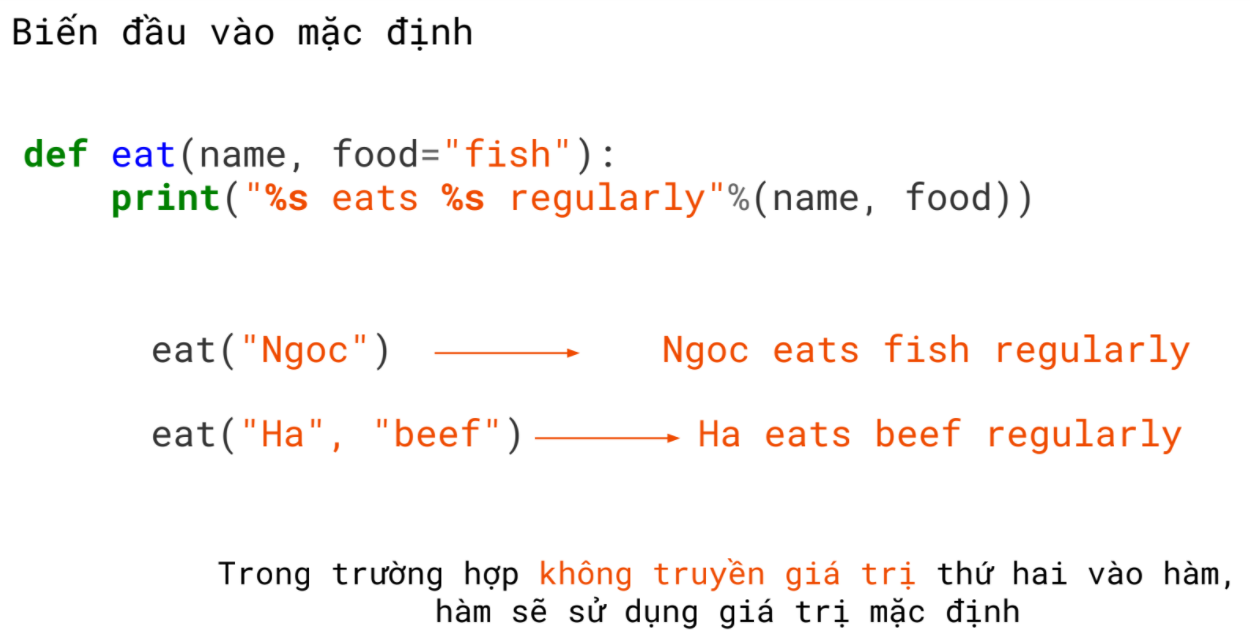 Biến đầu vào mặc định
def eat(name, food="fish"):
    print("%s eats %s regularly"%(name, food))
eat("Ngoc") Ngoc eats fish regularly
eat("Ha", "beef") Ha eats beef regularly
Trong trường hợp không truyền giá trị thứ hai vào hàm,
hàm sẽ sử dụng giá trị mặc định